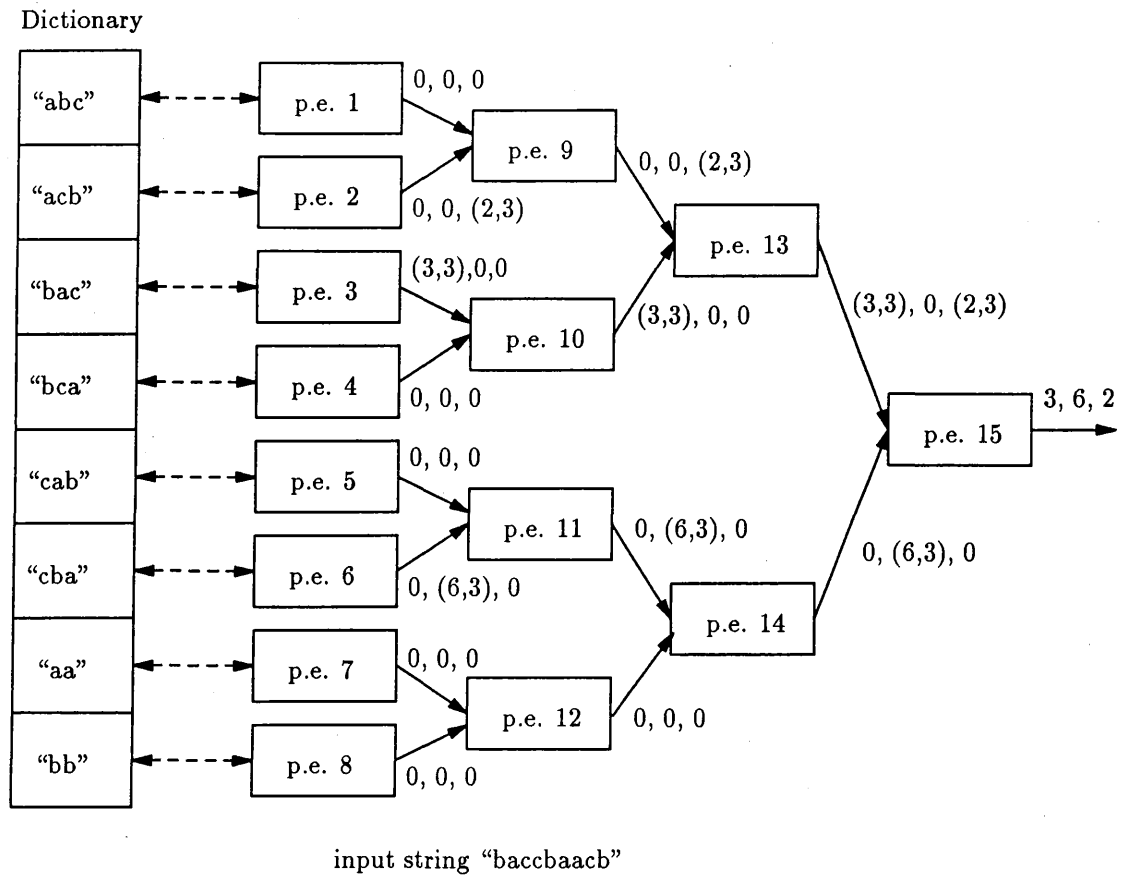 Dictionary
“abc”
p.e. 1
0, 0, 0
p.e. 9
“acb”
p.e. 2
0, 0, (2,3)
0, 0, (2,3)
p.e. 13
“bac”
p.e. 3
(3,3),0,0
p.e. 10
(3,3), 0, 0
“bca”
p.e. 4
0, 0, 0
(3,3), 0, (2,3)
p.e. 15
3, 6, 2
“cab”
p.e. 5
0, 0, 0
p.e. 11
0, (6,3), 0
“cba”
p.e. 6
0, (6,3), 0
0, (6,3), 0
p.e. 14
“aa”
p.e. 7
0, 0, 0
p.e. 12
0, 0, 0
“bb”
p.e. 8
0, 0, 0
input string “baccbaacb”